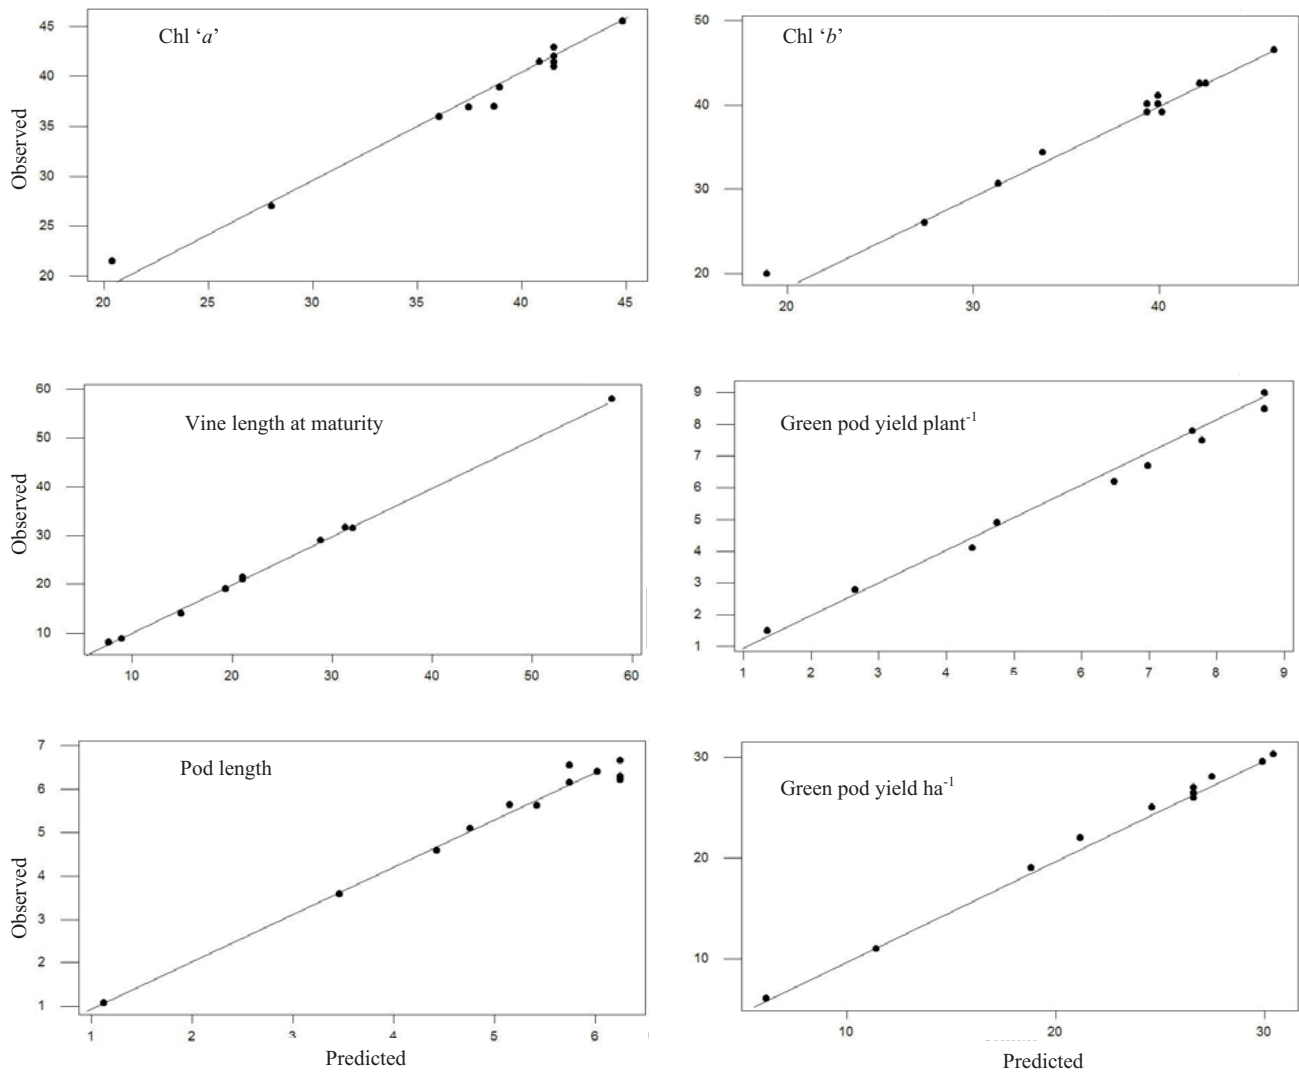 Chl ‘a’
Observed
45
40
35
30
25
20
20 25 30 35 40 45
Chl ‘b’
50
40
30
20
20 30 40
Vine length at maturity
Observed
60
50
40
30
20
10
10 20 30 40 50 60
Green pod yield plant-1
9
8
7
6
5
4
3
2
1
1 2 3 4 5 6 7 8 9
Pod length
Observed
7
6
5
4
3
2
1
1 2 3 4 5 6
Predicted
Green pod yield ha-1
30
20
10
10 20 30
Predicted